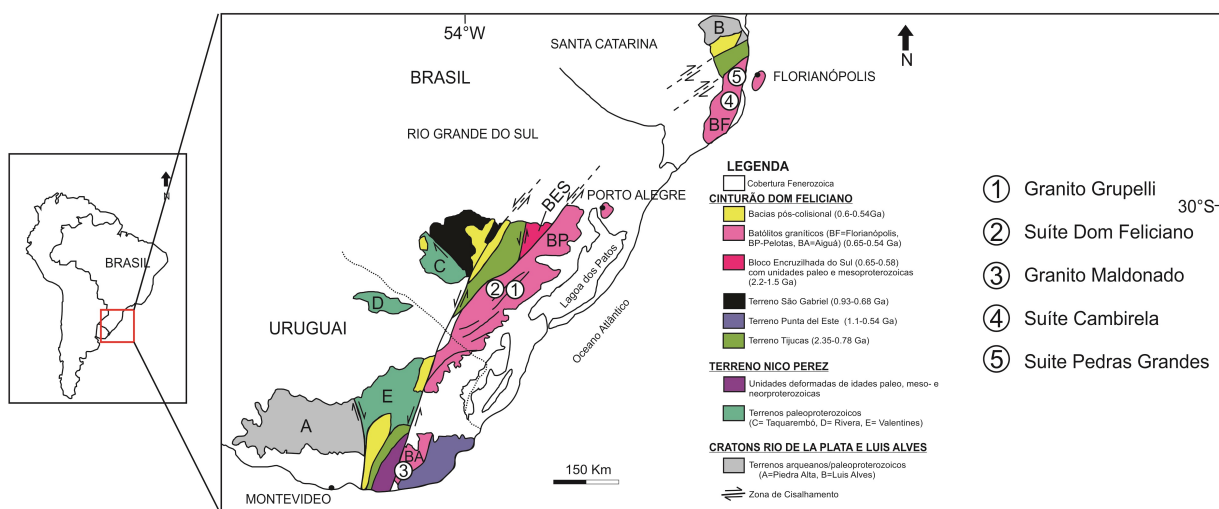 BRASIL
N
54°W
BRASIL
SANTA CATARINA
RIO GRANDE DO SUL
URUGUAI
MONTEVIDEO
PORTO ALEGRE
FLORIANÓPOLIS
N
Lagoa dos Patos
Oceano Atlântico
BES
BP
BF
BA
A
B
C
D
E
1
2
3
4
5
150 Km
LEGENDA
Cobertura Fenerozoica
CINTURÃO DOM FELICIANO
Bacias pós-colisional (0.6-0.54Ga)
Batólitos graníticos (BF=Florianópolis,
BP-Pelotas, BA=Aiguá) (0.65-0.54 Ga)
Bloco Encruzilhada do Sul (0.65-0.58)
com unidades paleo e mesoproterozoicas
(2.2-1.5 Ga)
Terreno São Gabriel (0.93-0.68 Ga)
Terreno Punta del Este (1.1-0.54 Ga)
Terreno Tijucas (2.35-0.78 Ga)
TERRENO NICO PEREZ
Unidades deformadas de idades paleo, meso- e
neorproterozoicas
Terrenos paleoproterozoicos
(C= Taquarembó, D= Rivera, E= Valentines)
CRATONS RIO DE LA PLATA E LUIS ALVES
Terrenos arqueanos/paleoproterozoicos
(A=Piedra Alta, B=Luis Alves)
Zona de Cisalhamento
1 Granito Grupelli
30°S
2 Suíte Dom Feliciano
3 Granito Maldonado
4 Suíte Cambirela
5 Suite Pedras Grandes